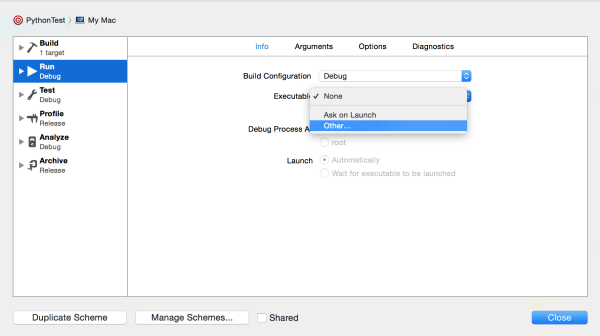 PythonTest 〉 My Mac
Info Arguments Options Diagnostics
Build
1 target
Run
Debug
Test
Debug
Profile
Release
Analyze
Debug
Archive
Release
Build Configuration Debug
Executable ✓ None
Ask on Launch
Other...
Debug Process A
root
Launch Automatically
Wait for executable to be launched
Duplicate Scheme Manage Schemes... Shared Close